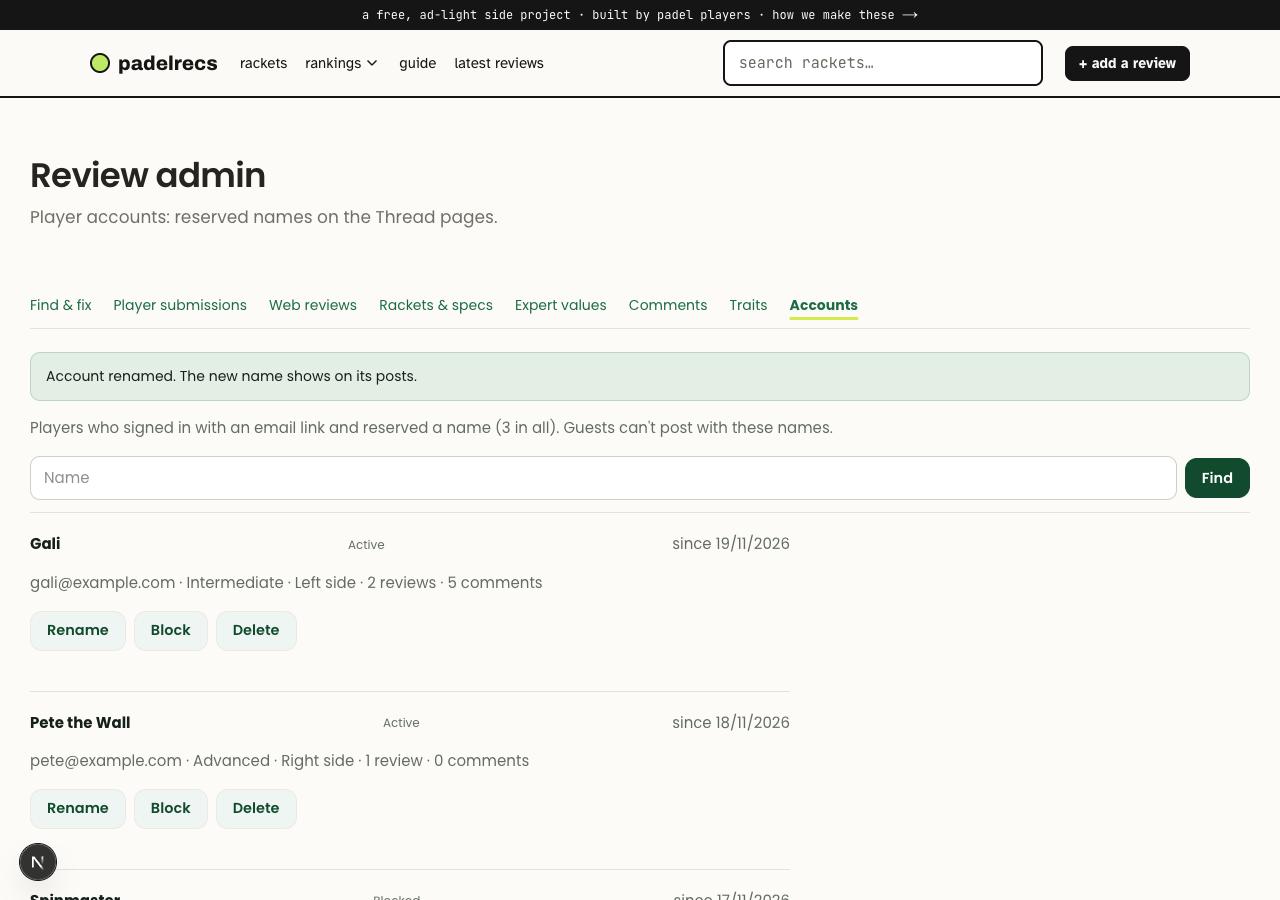 a free, ad-light side project · built by padel players · how we make these →
padelrecs rackets rankings guide latest reviews search rackets… + add a review
Review admin
Player accounts: reserved names on the Thread pages.
Find & fix Player submissions Web reviews Rackets & specs Expert values Comments Traits Accounts
Account renamed. The new name shows on its posts.
Players who signed in with an email link and reserved a name (3 in all). Guests can't post with these names.
Name Find
Gali Active since 19/11/2026
gali@example.com · Intermediate · Left side · 2 reviews · 5 comments
Rename Block Delete
Pete the Wall Active since 18/11/2026
pete@example.com · Advanced · Right side · 1 review · 0 comments
Rename Block Delete
N
Spinmaster Blocked since 17/11/2026